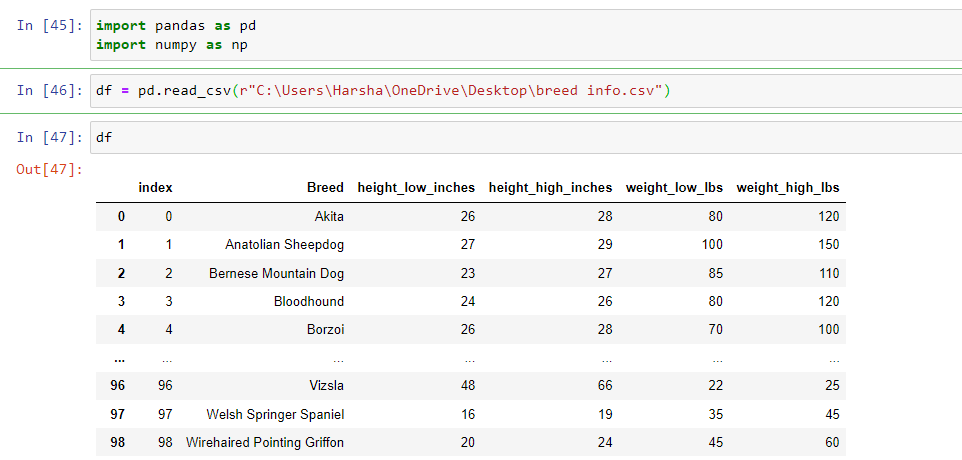 In [45]: import pandas as pd
import numpy as np
In [46]: df = pd.read_csv(r"C:\Users\Harsha\OneDrive\Desktop\breed info.csv")
In [47]: df
Out[47]:
index Breed height_low_inches height_high_inches weight_low_lbs weight_high_lbs
0 0 Akita 26 28 80 120
1 1 Anatolian Sheepdog 27 29 100 150
2 2 Bernese Mountain Dog 23 27 85 110
3 3 Bloodhound 24 26 80 120
4 4 Borzoi 26 28 70 100
... ... ... ... ... ... ...
96 96 Vizsla 48 66 22 25
97 97 Welsh Springer Spaniel 16 19 35 45
98 98 Wirehaired Pointing Griffon 20 24 45 60